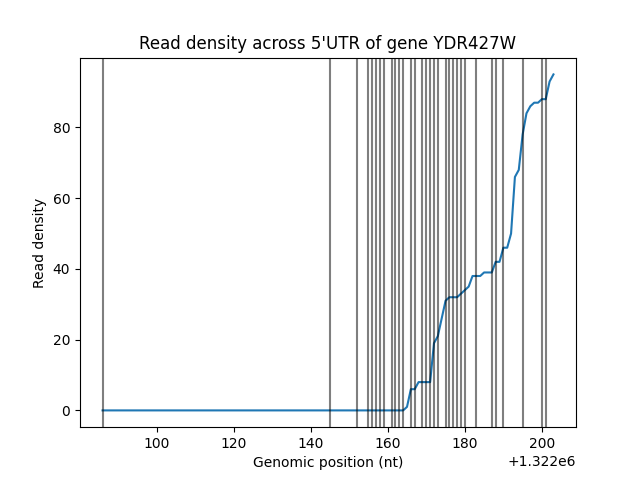 Read density across 5'UTR of gene YDR427W
Read density
80
60
40
20
0
100 120 140 160 180 200
Genomic position (nt)
+1.322e6